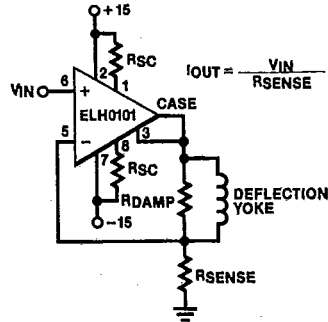 +15
RSC
IOUT = VIN / RSENSE
2
1
VIN
6
+
ELH0101
CASE
5
−
3
8
7
RSC
RDAMP
DEFLECTION
YOKE
−15
RSENSE